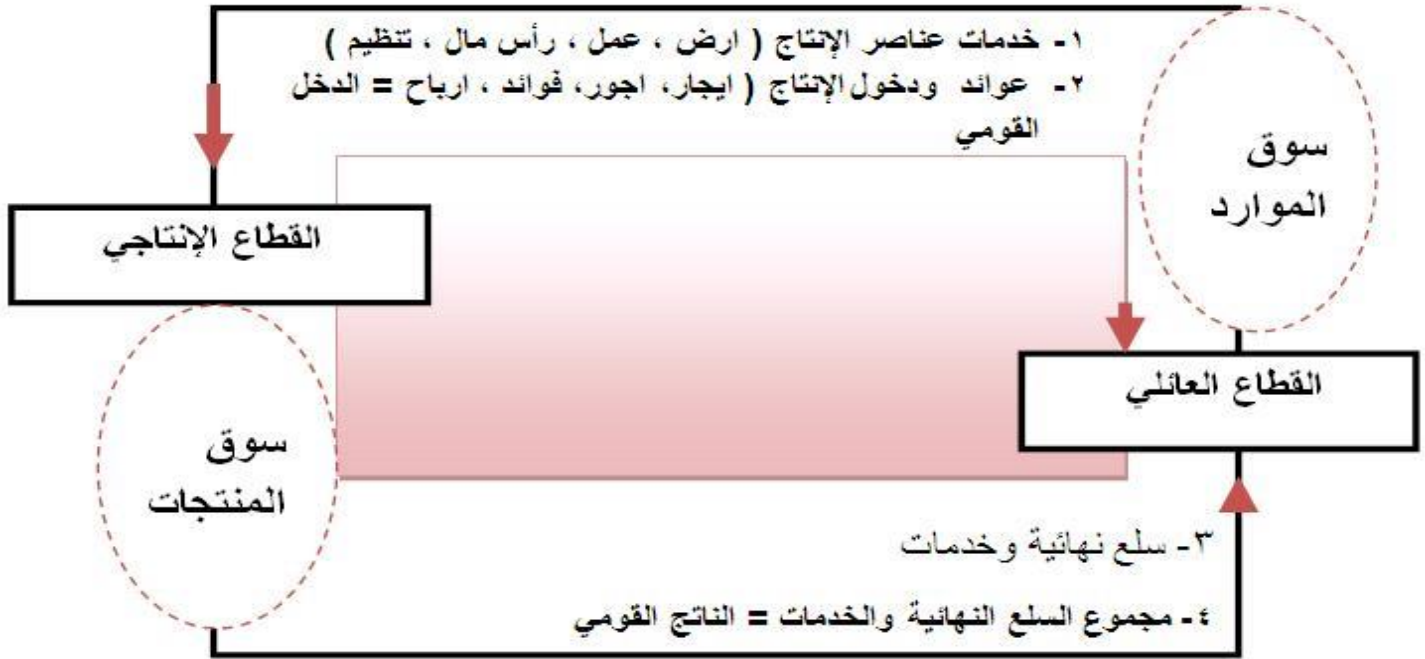 ١- خدمات عناصر الإنتاج ( ارض ، عمل ، رأس مال ، تنظيم )
٢- عوائد ودخول الإنتاج ( ايجار، اجور، فوائد ، ارباح = الدخل
القومي
سوق
الموارد
القطاع الإنتاجي
القطاع العائلي
سوق
المنتجات
٣- سلع نهائية وخدمات
٤- مجموع السلع النهائية والخدمات = الناتج القومي